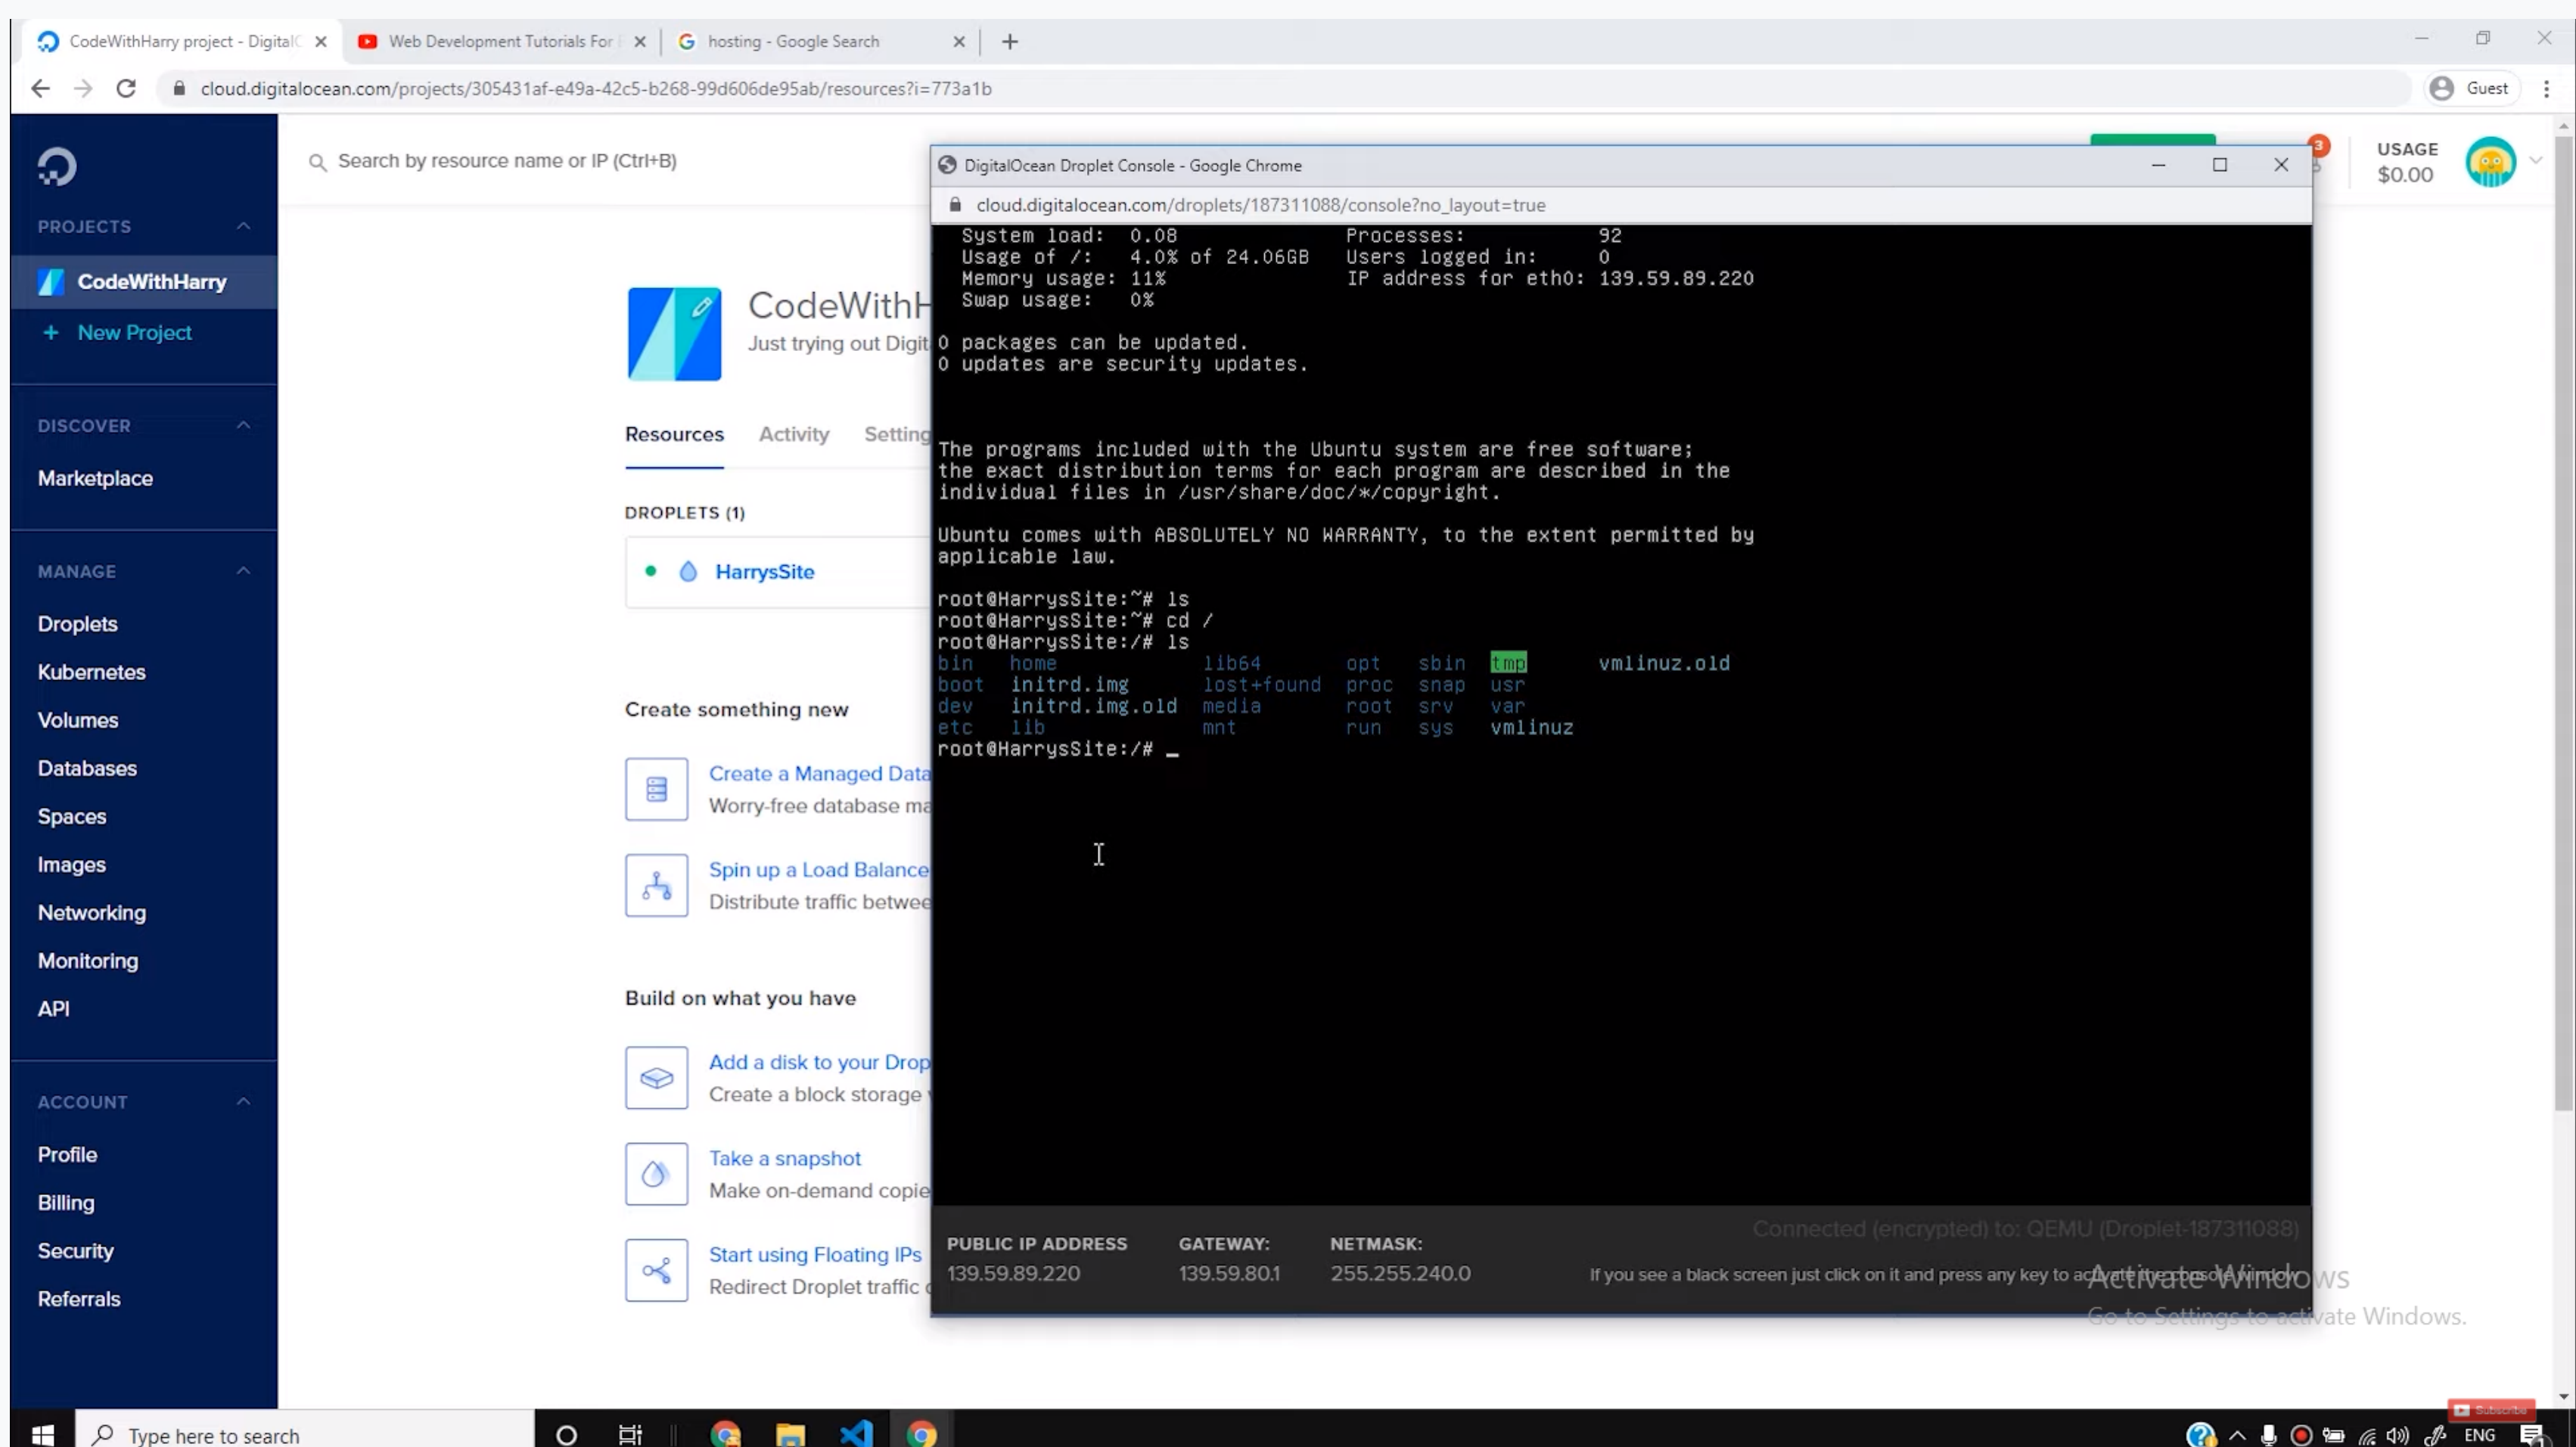 CodeWithHarry project - DigitalO
Web Development Tutorials For
hosting - Google Search
cloud.digitalocean.com/projects/305431af-e49a-42c5-b268-99d606de95ab/resources?i=773a1b
Guest
Search by resource name or IP (Ctrl+B)
3
USAGE
$0.00
PROJECTS
CodeWithHarry
+ New Project
DISCOVER
Marketplace
MANAGE
Droplets
Kubernetes
Volumes
Databases
Spaces
Images
Networking
Monitoring
API
ACCOUNT
Profile
Billing
Security
Referrals
CodeWithH
Just trying out Digit
Resources Activity Setting
DROPLETS (1)
HarrysSite
Create something new
Create a Managed Data
Worry-free database ma
Spin up a Load Balance
Distribute traffic betwee
Build on what you have
Add a disk to your Drop
Create a block storage
Take a snapshot
Make on-demand copie
Start using Floating IPs
Redirect Droplet traffic
DigitalOcean Droplet Console - Google Chrome
cloud.digitalocean.com/droplets/187311088/console?no_layout=true
System load: 0.08 Processes: 92
Usage of /: 4.0% of 24.06GB Users logged in: 0
Memory usage: 11% IP address for eth0: 139.59.89.220
Swap usage: 0%
0 packages can be updated.
0 updates are security updates.
The programs included with the Ubuntu system are free software;
the exact distribution terms for each program are described in the
individual files in /usr/share/doc/*/copyright.
Ubuntu comes with ABSOLUTELY NO WARRANTY, to the extent permitted by
applicable law.
root@HarrysSite:~# ls
root@HarrysSite:~# cd /
root@HarrysSite:/# ls
bin home lib64 opt sbin tmp vmlinuz.old
boot initrd.img lost+found proc snap usr
dev initrd.img.old media root srv var
etc lib mnt run sys vmlinuz
root@HarrysSite:/# _
Connected (encrypted) to: QEMU (Droplet-187311088)
PUBLIC IP ADDRESS GATEWAY: NETMASK:
139.59.89.220 139.59.80.1 255.255.240.0
If you see a black screen just click on it and press any key to activate the console window
Activate Windows
Go to Settings to activate Windows.
Subscribe
Type here to search
ENG